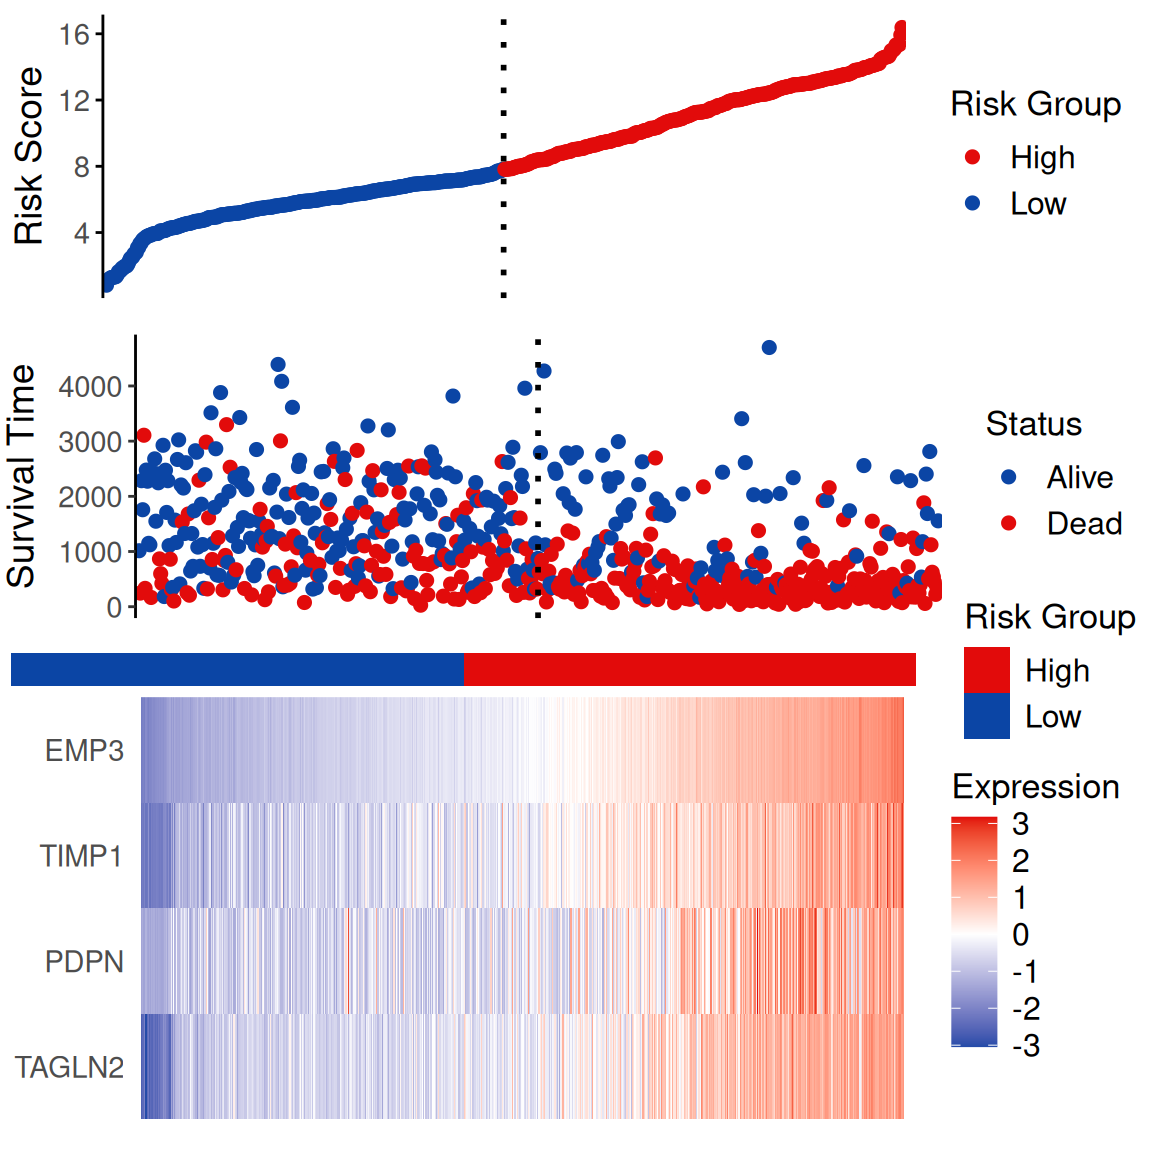 Risk Score
16
12
8
4
Risk Group
High
Low
Survival Time
4000
3000
2000
1000
0
Status
Alive
Dead
Risk Group
High
Low
EMP3
TIMP1
PDPN
TAGLN2
Expression
3
2
1
0
-1
-2
-3